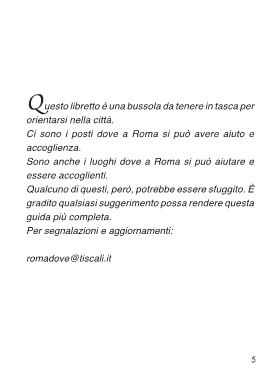 Questo libretto è una bussola da tenere in tasca per
orientarsi nella città.
Ci sono i posti dove a Roma si può avere aiuto e
accoglienza.
Sono anche i luoghi dove a Roma si può aiutare e
essere accoglienti.
Qualcuno di questi, però, potrebbe essere sfuggito. È
gradito qualsiasi suggerimento possa rendere questa
guida più completa.
Per segnalazioni e aggiornamenti:
romadove@tiscali.it
5